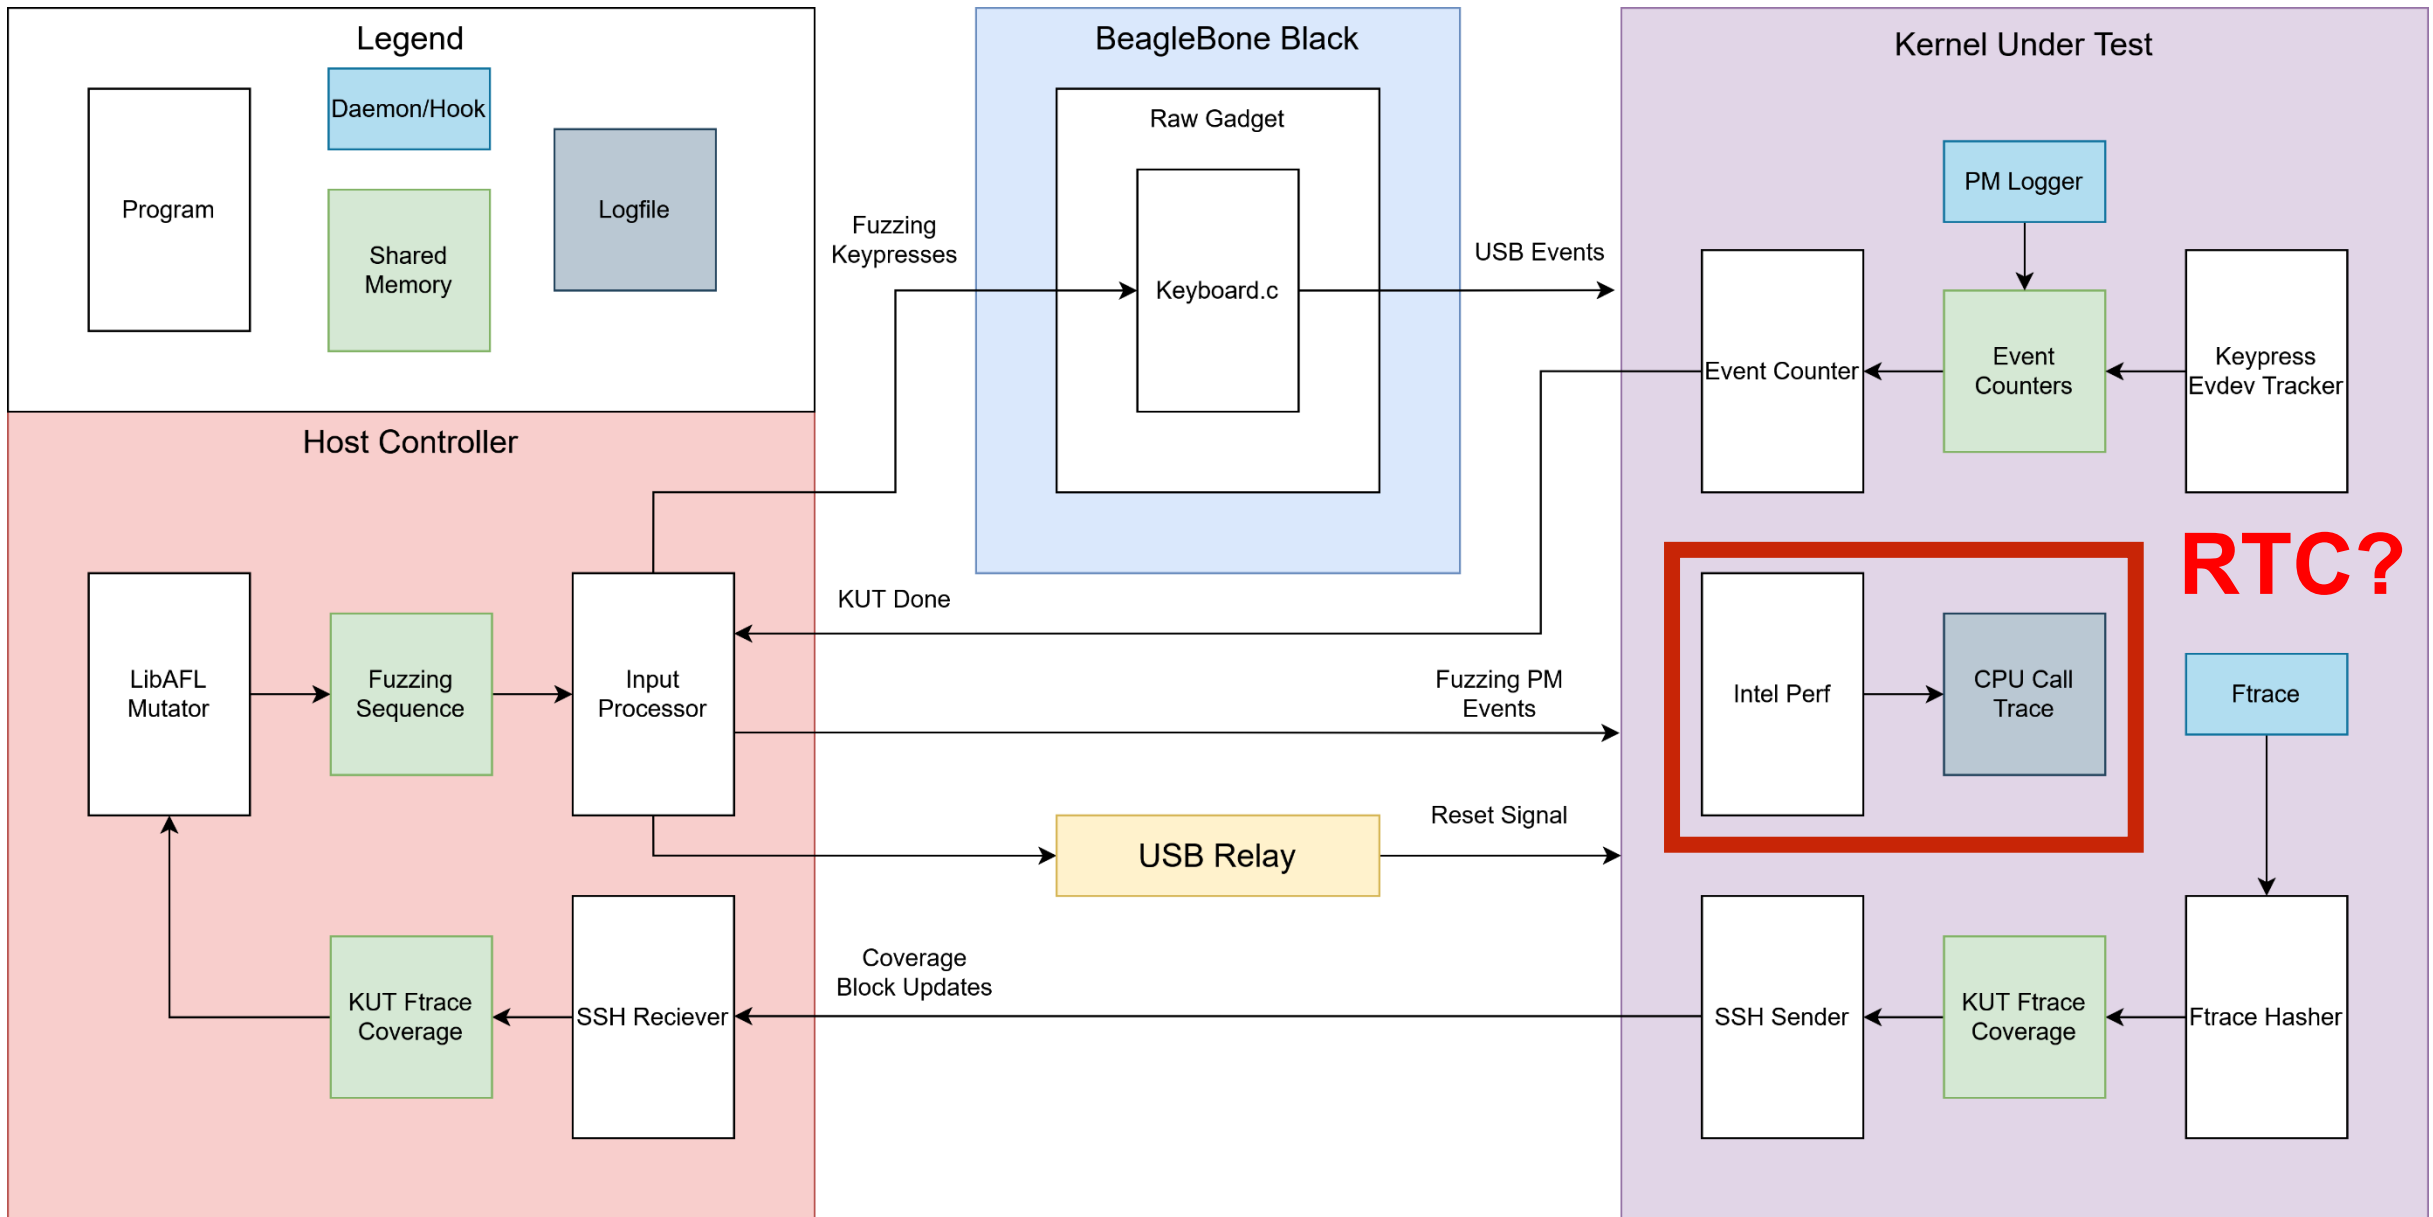 Legend
Daemon/Hook
Program
Shared
Memory
Logfile
Host Controller
LibAFL
Mutator
Fuzzing
Sequence
Input
Processor
KUT Ftrace
Coverage
SSH Reciever
Fuzzing
Keypresses
BeagleBone Black
Raw Gadget
Keyboard.c
USB Events
KUT Done
Fuzzing PM
Events
USB Relay
Reset Signal
Coverage
Block Updates
Kernel Under Test
PM Logger
Event Counter
Event
Counters
Keypress
Evdev Tracker
RTC?
Intel Perf
CPU Call
Trace
Ftrace
SSH Sender
KUT Ftrace
Coverage
Ftrace Hasher